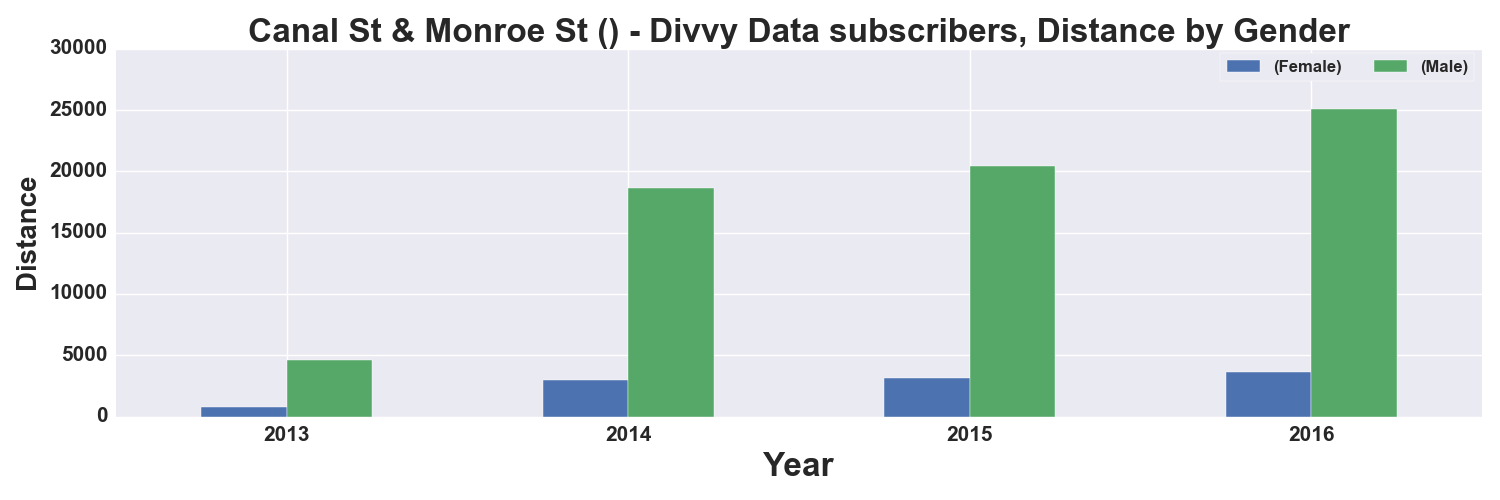 Canal St & Monroe St () - Divvy Data subscribers, Distance by Gender
(Female) (Male)
Distance
30000
25000
20000
15000
10000
5000
0
2013 2014 2015 2016
Year